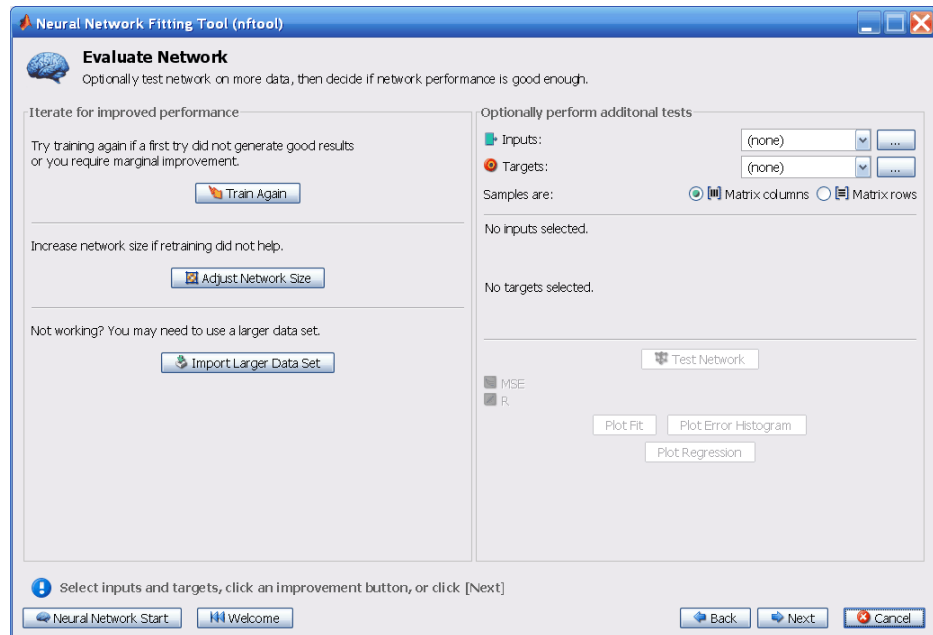 Neural Network Fitting Tool (nftool)
Evaluate Network
Optionally test network on more data, then decide if network performance is good enough.
Iterate for improved performance
Try training again if a first try did not generate good results
or you require marginal improvement.
Train Again
Increase network size if retraining did not help.
Adjust Network Size
Not working? You may need to use a larger data set.
Import Larger Data Set
Optionally perform additonal tests
Inputs: (none) ...
Targets: (none) ...
Samples are: Matrix columns Matrix rows
No inputs selected.
No targets selected.
Test Network
MSE
R
Plot Fit Plot Error Histogram
Plot Regression
Select inputs and targets, click an improvement button, or click [Next]
Neural Network Start Welcome Back Next Cancel